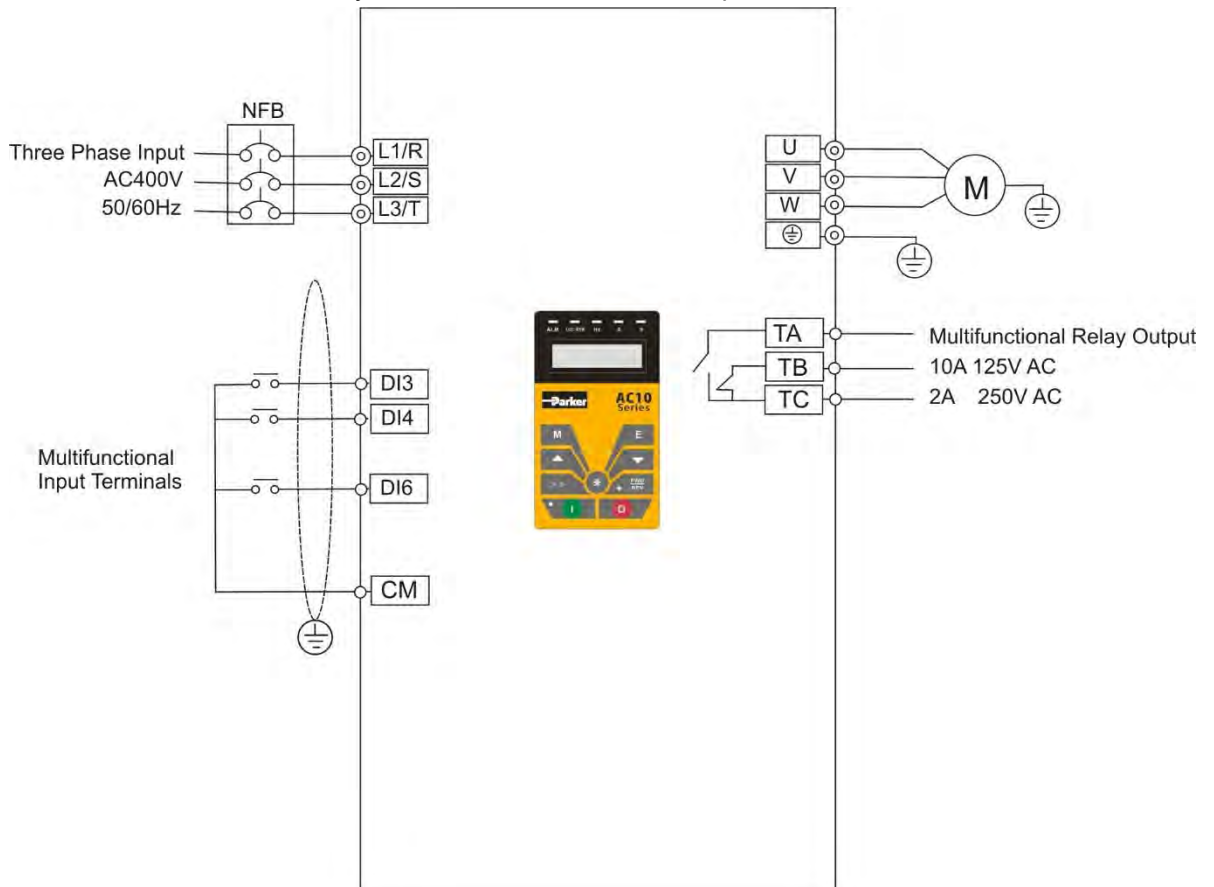 NFB
Three Phase Input
AC400V
50/60Hz
L1/R
L2/S
L3/T
U
V
W
M
DI3
DI4
DI6
CM
Multifunctional
Input Terminals
Parker
AC10
Series
M
E
>>
*
I
O
TA
TB
TC
Multifunctional Relay Output
10A 125V AC
2A 250V AC